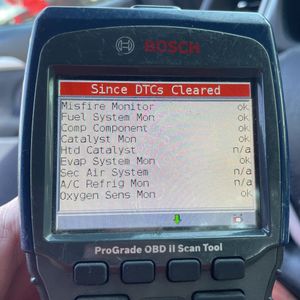 BOSCH
Since DTCs Cleared
Misfire Monitor ok
Fuel System Mon ok
Comp Component ok
Catalyst Mon ok
Htd Catalyst n/a
Evap System Mon ok
Sec Air System n/a
A/C Refrig Mon n/a
Oxygen Sens Mon ok
ProGrade OBD II Scan Tool